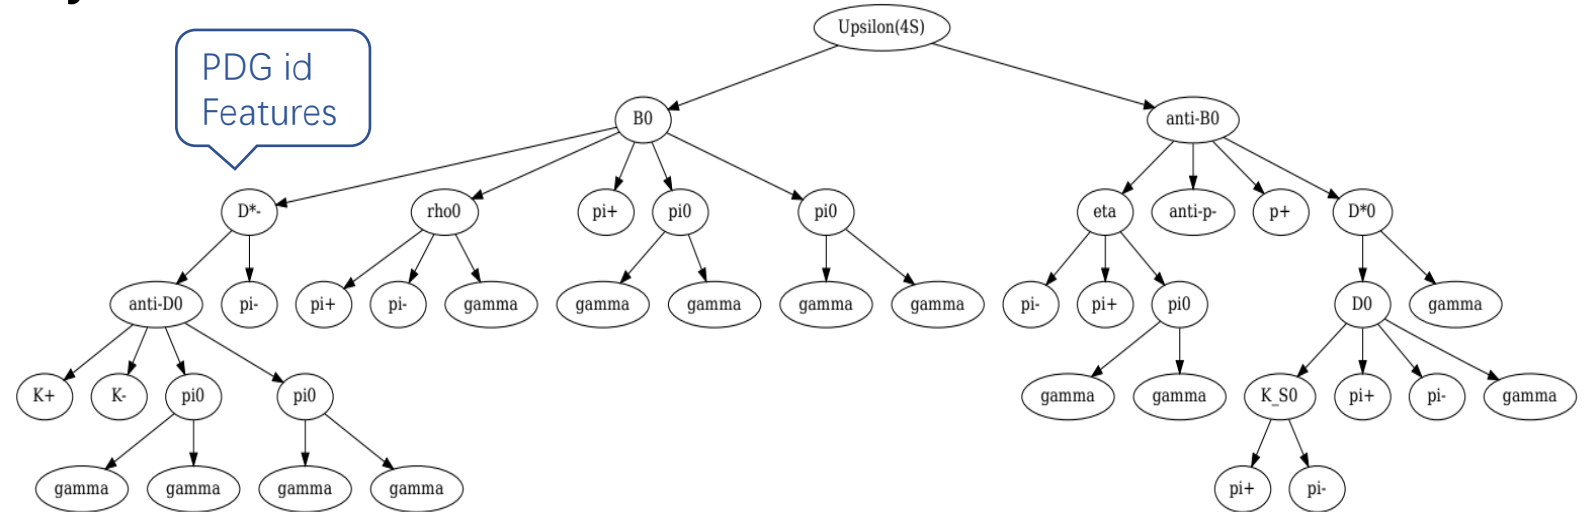 PDG id
Features
Upsilon(4S)
B0
anti-B0
D*-
rho0
pi+
pi0
pi0
eta
anti-p-
p+
D*0
anti-D0
pi-
pi+
pi-
gamma
gamma
gamma
gamma
gamma
pi-
pi+
pi0
D0
gamma
K+
K-
pi0
pi0
gamma
gamma
K_S0
pi+
pi-
gamma
gamma
gamma
gamma
gamma
pi+
pi-